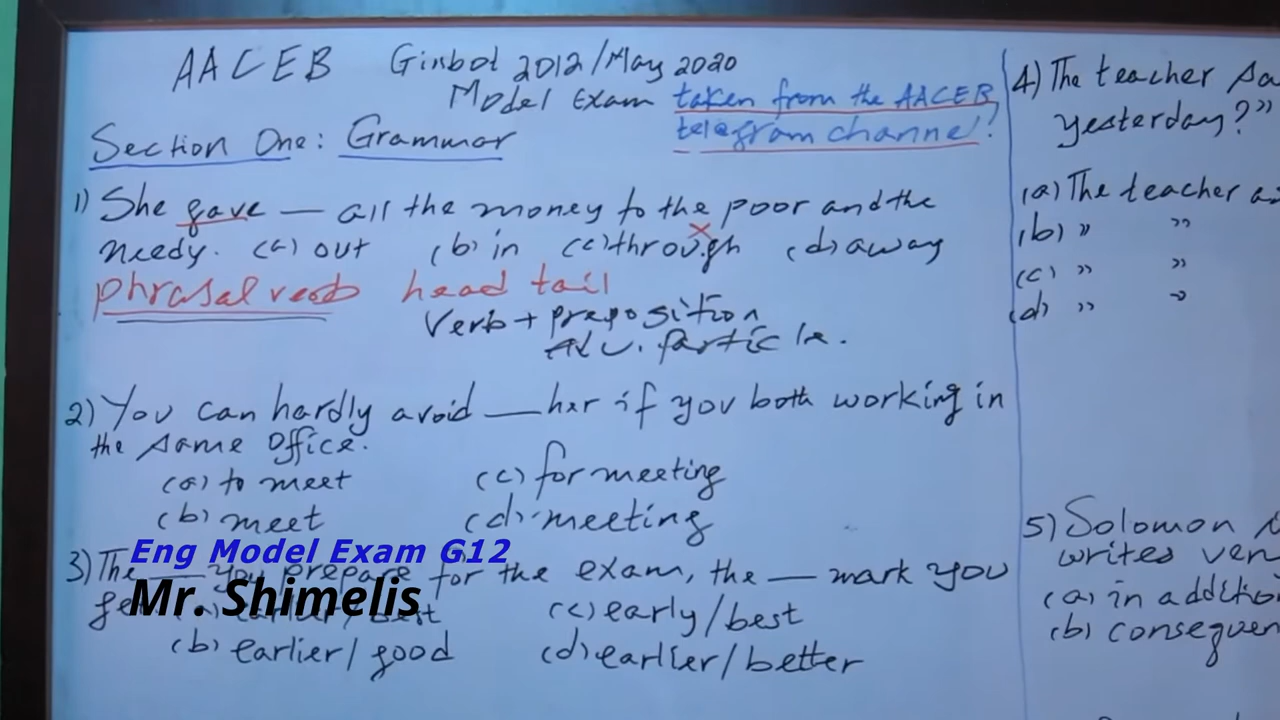 AACEB Ginbot 2012/May 2020
Model Exam taken from the AACEB
telegram channel!
Section One: Grammar
1) She gave — all the money to the poor and the
needy. (a) out (b) in (c) through (d) away
phrasal verb head tail
Verb + preposition
Adv. particle.
2) You can hardly avoid — her if you both working in
the same office.
(a) to meet (c) for meeting
(b) meet (d) meeting
Eng Model Exam G12
3) The — you prepare for the exam, the — mark you
Mr. Shimelis
(a) earlier/best (c) early/best
(b) earlier/good (d) earlier/better
4) The teacher sa
yesterday?"
(a) The teacher as
(b) " "
(c) " "
(d) " "
5) Solomon
writes ver
(a) in additio
(b) consequen